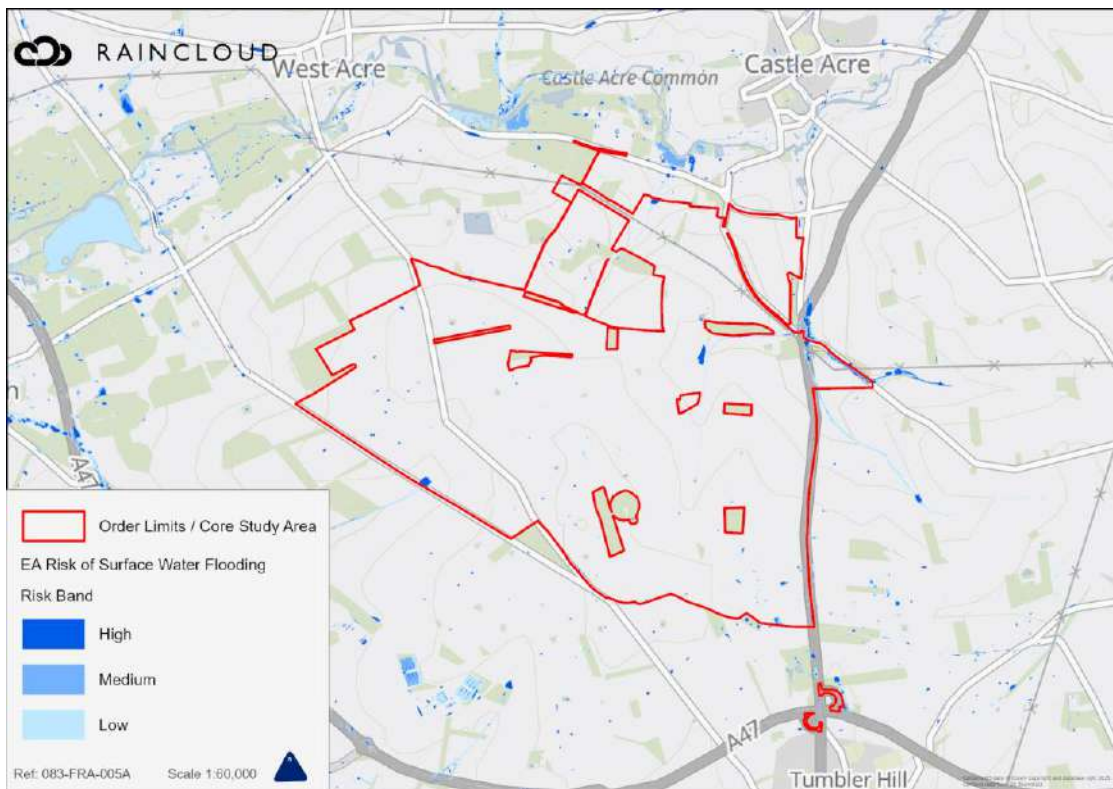 RAINCLOUD
West Acre
Castle Acre Common
Castle Acre
A47
Order Limits / Core Study Area
EA Risk of Surface Water Flooding
Risk Band
High
Medium
Low
Ref: 083-FRA-005A
Scale 1:60,000
A47
Tumbler Hill